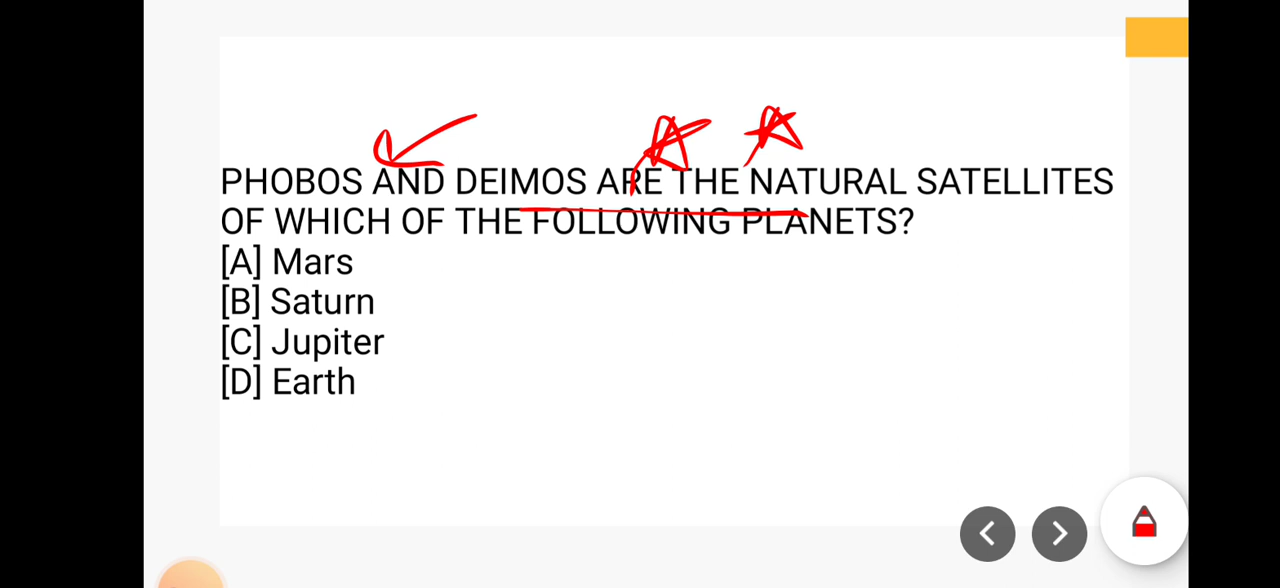 PHOBOS AND DEIMOS ARE THE NATURAL SATELLITES
OF WHICH OF THE FOLLOWING PLANETS?
[A] Mars
[B] Saturn
[C] Jupiter
[D] Earth